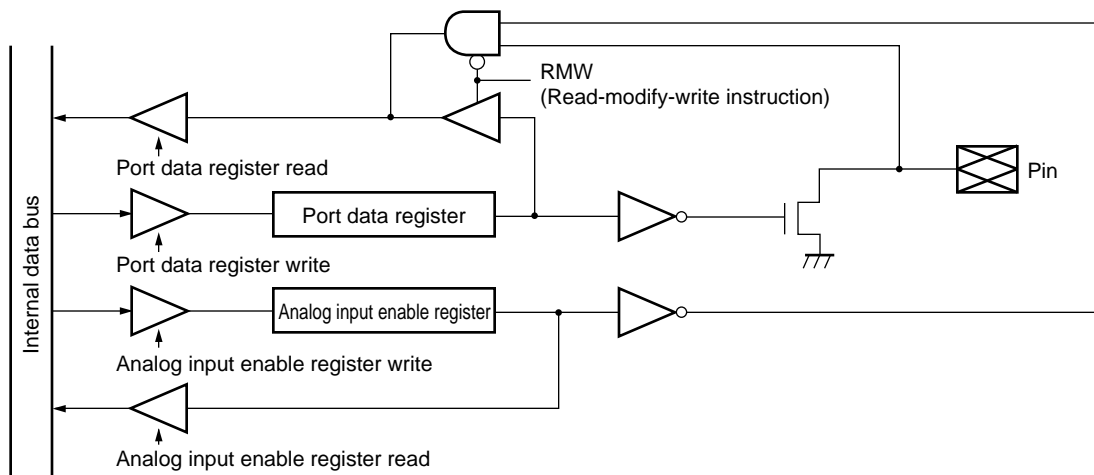 RMW
(Read-modify-write instruction)
Port data register read
Pin
Port data register
Port data register write
Internal data bus
Analog input enable register
Analog input enable register write
Analog input enable register read